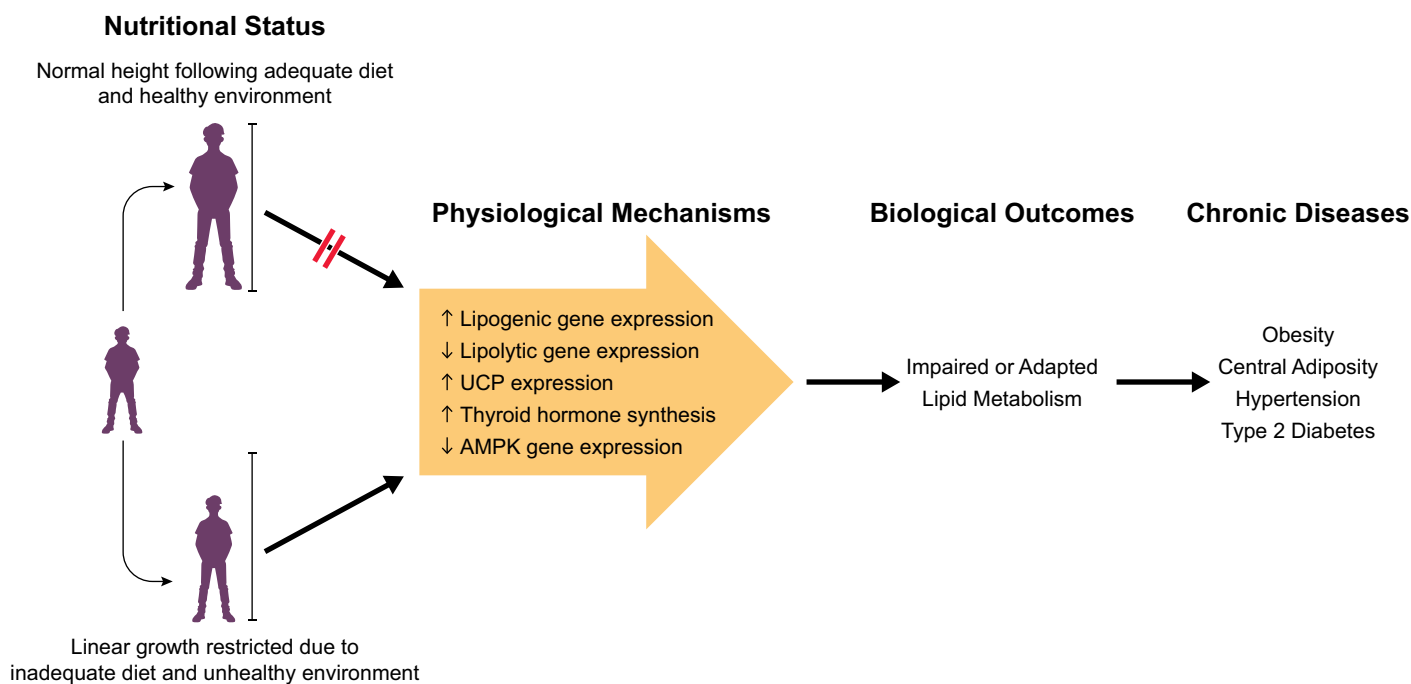 Nutritional Status
Normal height following adequate diet
and healthy environment
Linear growth restricted due to
inadequate diet and unhealthy environment
Physiological Mechanisms
↑ Lipogenic gene expression
↓ Lipolytic gene expression
↑ UCP expression
↑ Thyroid hormone synthesis
↓ AMPK gene expression
Biological Outcomes
Impaired or Adapted
Lipid Metabolism
Chronic Diseases
Obesity
Central Adiposity
Hypertension
Type 2 Diabetes